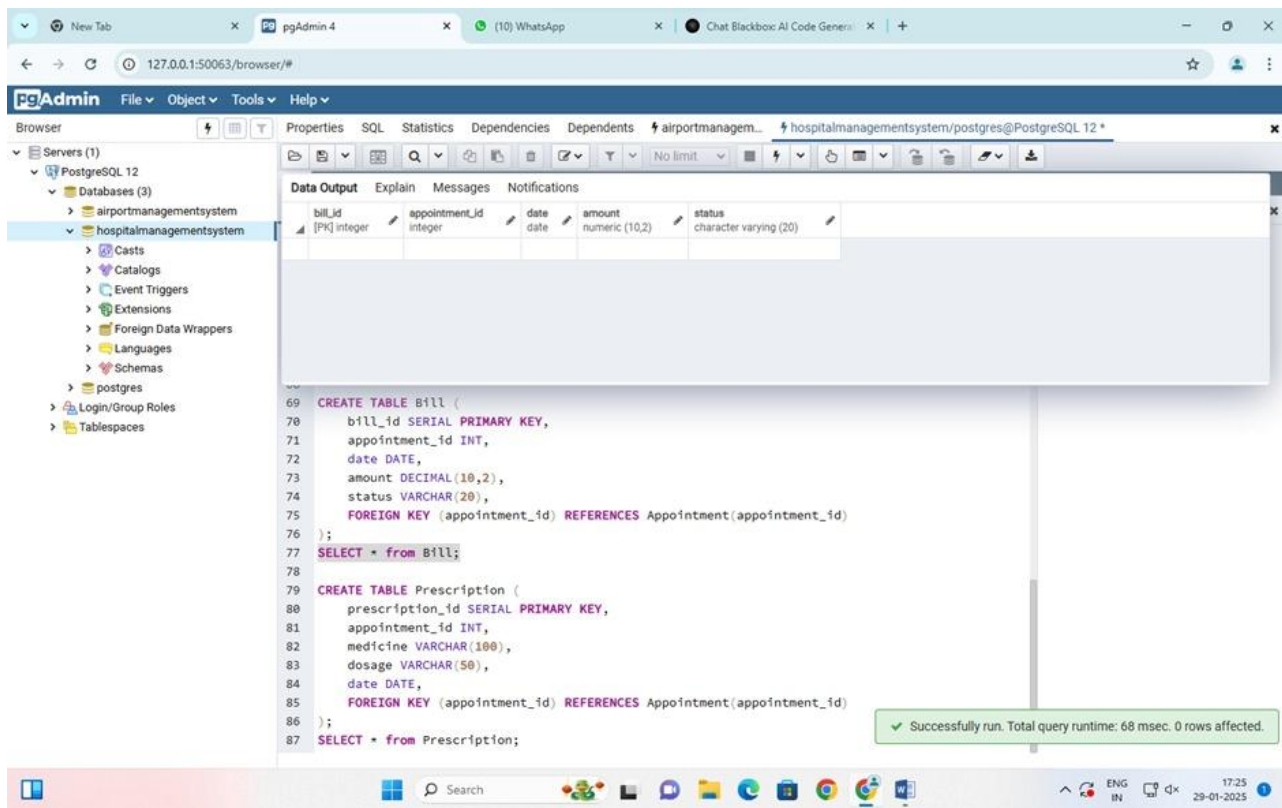 New Tab
pgAdmin 4
(10) WhatsApp
Chat Blackbox: AI Code Genera
127.0.0.1:50063/browser/#
pgAdmin File Object Tools Help
Browser
Properties SQL Statistics Dependencies Dependents airportmanagem... hospitalmanagementsystem/postgres@PostgreSQL 12 *
Servers (1)
PostgreSQL 12
Databases (3)
airportmanagementsystem
hospitalmanagementsystem
Casts
Catalogs
Event Triggers
Extensions
Foreign Data Wrappers
Languages
Schemas
postgres
Login/Group Roles
Tablespaces
No limit
Data Output Explain Messages Notifications
bill_id appointment_id date amount status
[PK] integer integer date numeric (10,2) character varying (20)
68
69 CREATE TABLE Bill (
70 bill_id SERIAL PRIMARY KEY,
71 appointment_id INT,
72 date DATE,
73 amount DECIMAL(10,2),
74 status VARCHAR(20),
75 FOREIGN KEY (appointment_id) REFERENCES Appointment(appointment_id)
76 );
77 SELECT * from Bill;
78
79 CREATE TABLE Prescription (
80 prescription_id SERIAL PRIMARY KEY,
81 appointment_id INT,
82 medicine VARCHAR(100),
83 dosage VARCHAR(50),
84 date DATE,
85 FOREIGN KEY (appointment_id) REFERENCES Appointment(appointment_id)
86 );
87 SELECT * from Prescription;
Successfully run. Total query runtime: 68 msec. 0 rows affected.
Search
ENG
IN
17:25
29-01-2025